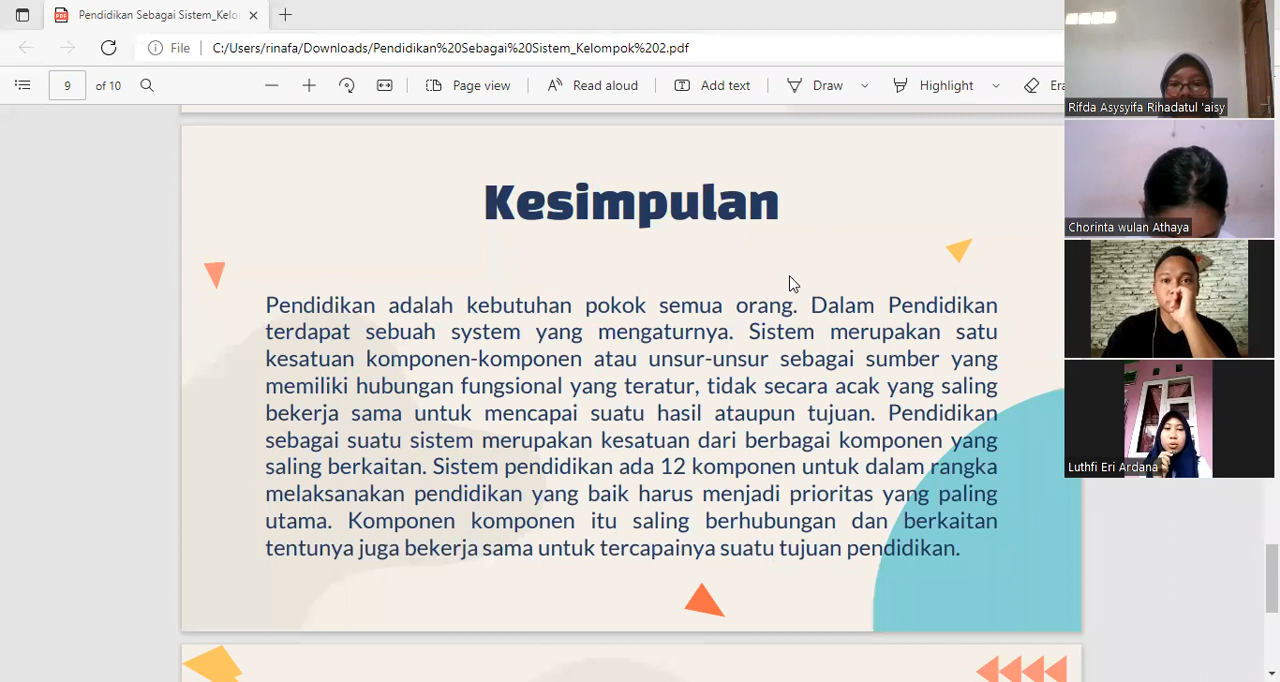 Pendidikan Sebagai Sistem_Kelo
File
C:/Users/rinafa/Downloads/Pendidikan%20Sebagai%20Sistem_Kelompok%202.pdf
9 of 10
Page view
Read aloud
Add text
Draw
Highlight
Era
Kesimpulan
Pendidikan adalah kebutuhan pokok semua orang. Dalam Pendidikan
terdapat sebuah system yang mengaturnya. Sistem merupakan satu
kesatuan komponen-komponen atau unsur-unsur sebagai sumber yang
memiliki hubungan fungsional yang teratur, tidak secara acak yang saling
bekerja sama untuk mencapai suatu hasil ataupun tujuan. Pendidikan
sebagai suatu sistem merupakan kesatuan dari berbagai komponen yang
saling berkaitan. Sistem pendidikan ada 12 komponen untuk dalam rangka
melaksanakan pendidikan yang baik harus menjadi prioritas yang paling
utama. Komponen komponen itu saling berhubungan dan berkaitan
tentunya juga bekerja sama untuk tercapainya suatu tujuan pendidikan.
Rifda Asysyifa Rihadatul 'aisy
Chorinta wulan Athaya
Luthfi Eri Ardana